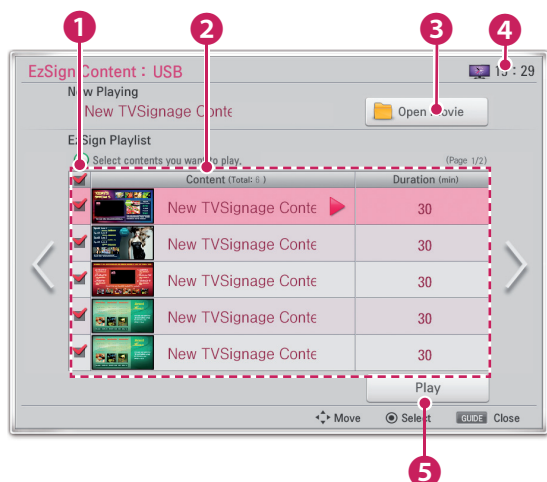 1
2
3
4
EzSign Content : USB
15 : 29
Now Playing
New TVSignage Conte
Open Movie
EzSign Playlist
Select contents you want to play.
(Page 1/2)
Content (Total: 6 )
Duration (min)
New TVSignage Conte
30
New TVSignage Conte
30
New TVSignage Conte
30
New TVSignage Conte
30
New TVSignage Conte
30
Play
Move
Select
GUIDE
Close
5